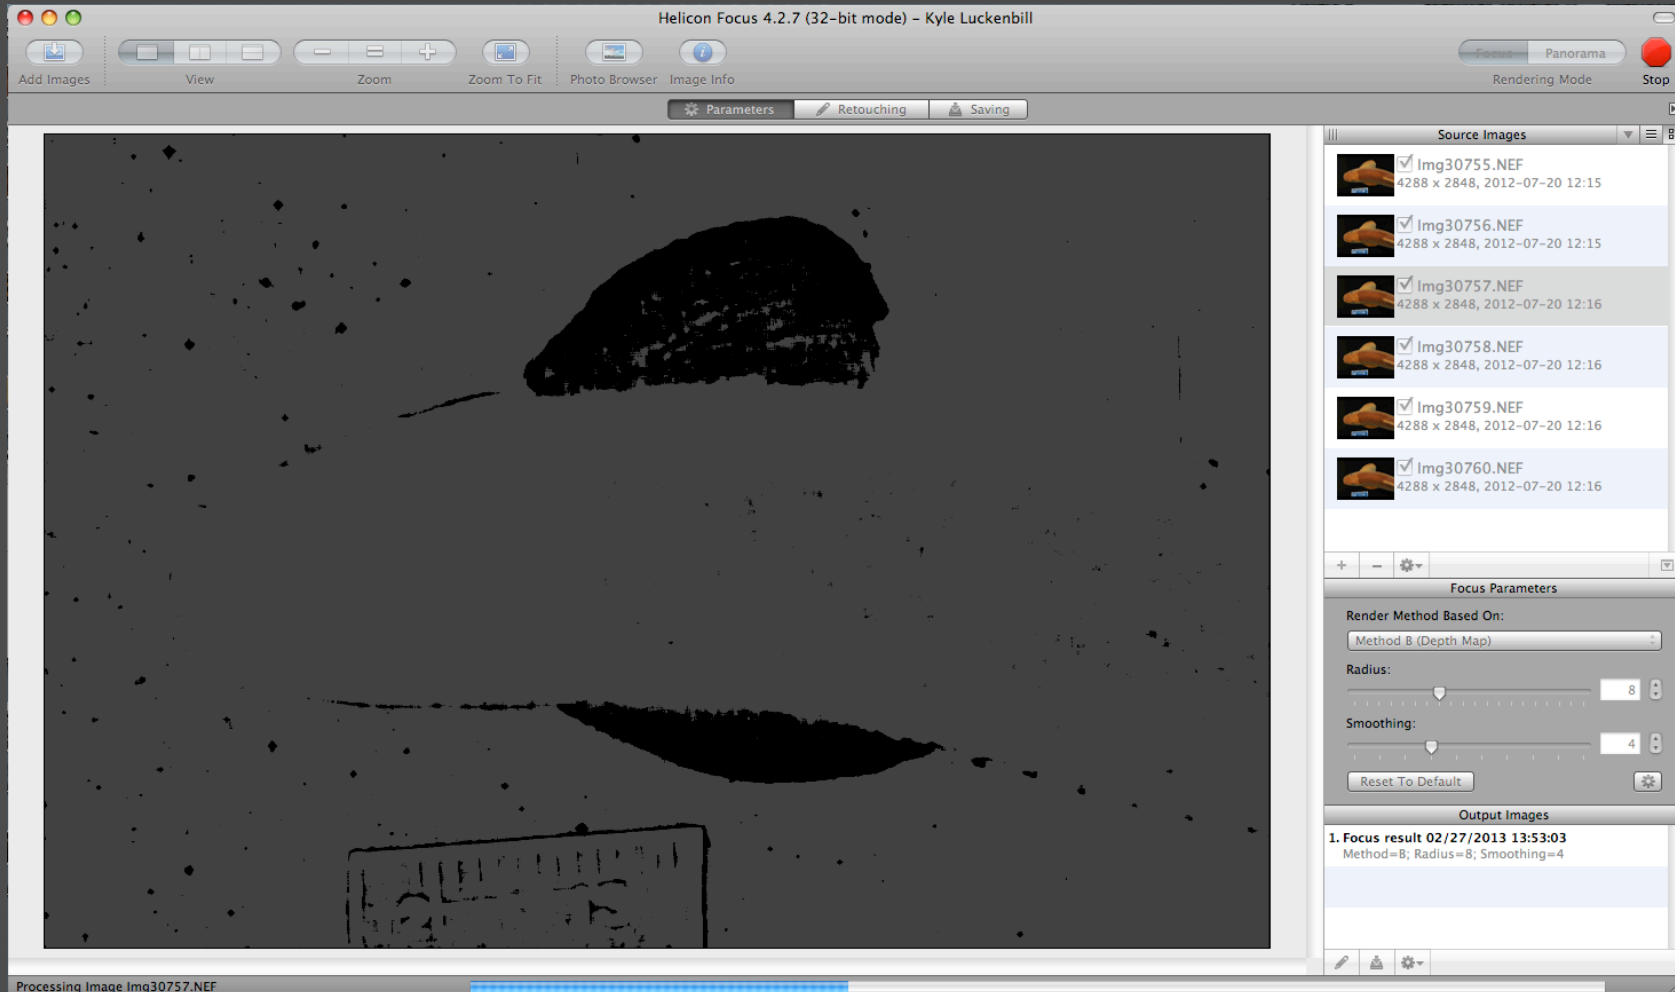 Helicon Focus 4.2.7 (32-bit mode) – Kyle Luckenbill
Add Images
View
Zoom
Zoom To Fit
Photo Browser
Image Info
Focus
Panorama
Rendering Mode
Stop
Parameters
Retouching
Saving
Source Images
Img30755.NEF
4288 x 2848, 2012-07-20 12:15
Img30756.NEF
4288 x 2848, 2012-07-20 12:15
Img30757.NEF
4288 x 2848, 2012-07-20 12:16
Img30758.NEF
4288 x 2848, 2012-07-20 12:16
Img30759.NEF
4288 x 2848, 2012-07-20 12:16
Img30760.NEF
4288 x 2848, 2012-07-20 12:16
Focus Parameters
Render Method Based On:
Method B (Depth Map)
Radius:
8
Smoothing:
4
Reset To Default
Output Images
1. Focus result 02/27/2013 13:53:03
Method=B; Radius=8; Smoothing=4
Processing Image Img30757.NEF